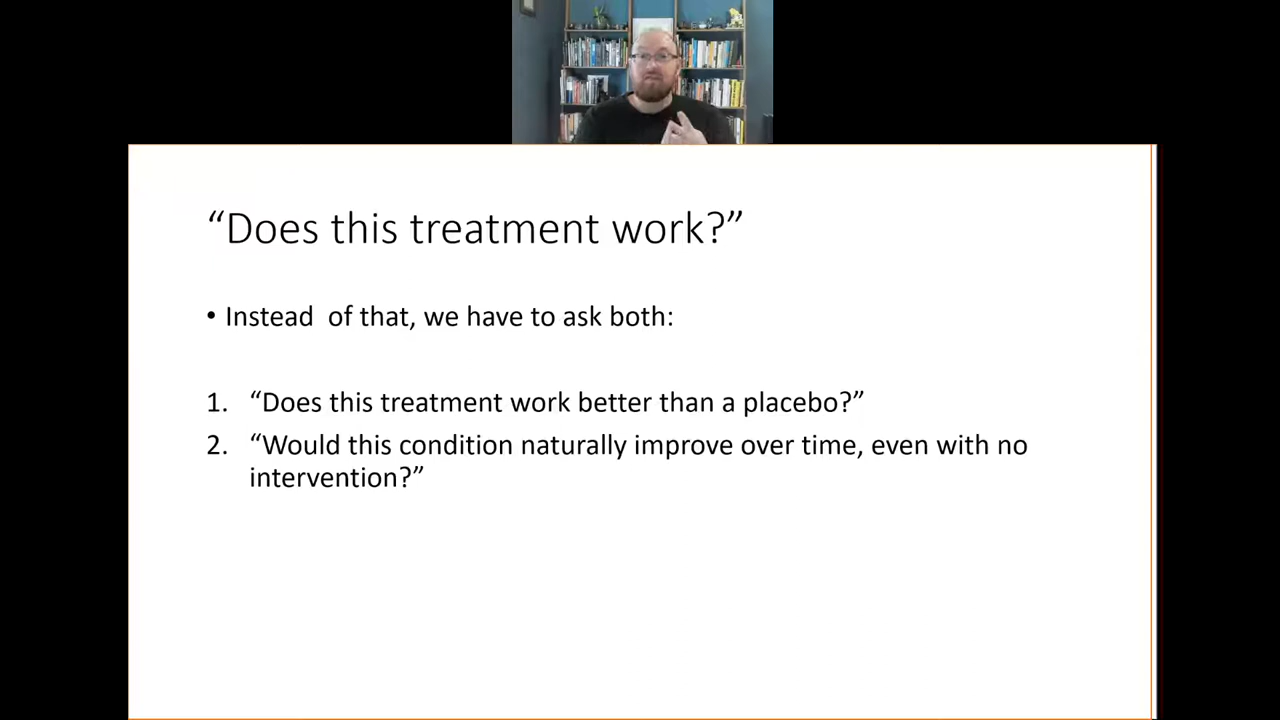 “Does this treatment work?”
• Instead  of that, we have to ask both:
1. “Does this treatment work better than a placebo?”
2. “Would this condition naturally improve over time, even with no
intervention?”